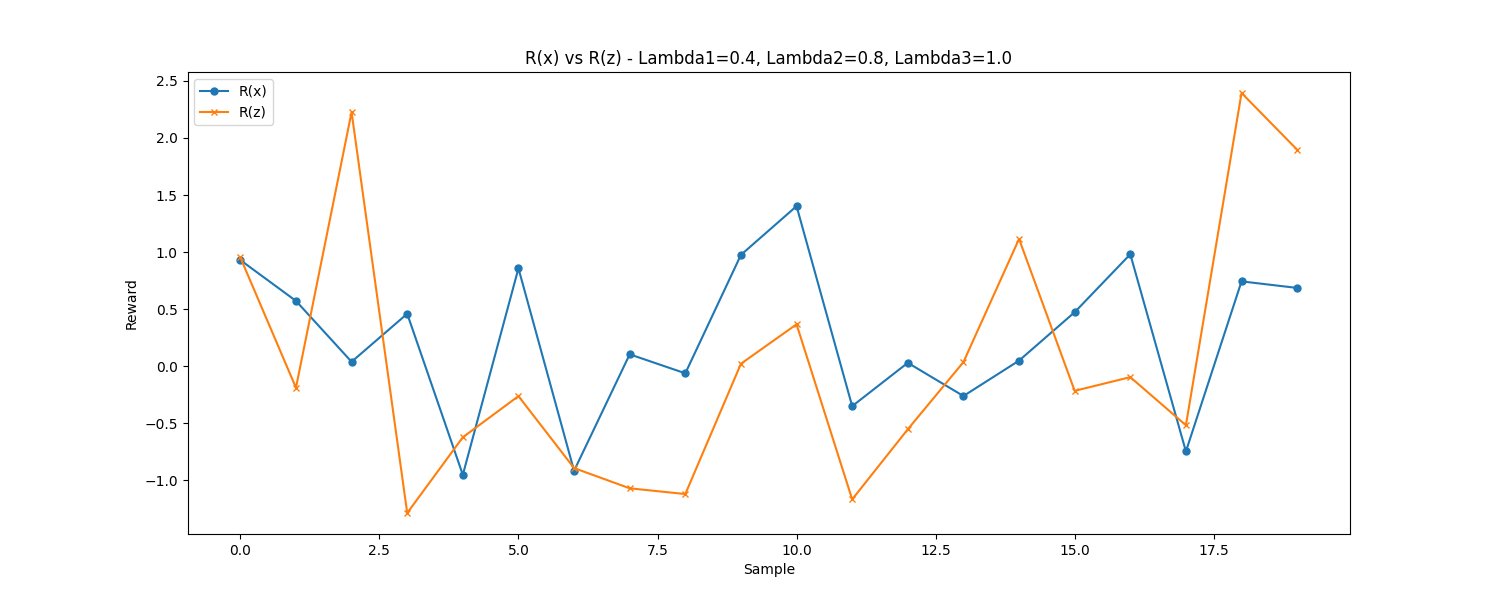 R(x) vs R(z) - Lambda1=0.4, Lambda2=0.8, Lambda3=1.0
R(x)
R(z)
2.5
2.0
1.5
1.0
0.5
0.0
−0.5
−1.0
Reward
0.0 2.5 5.0 7.5 10.0 12.5 15.0 17.5
Sample